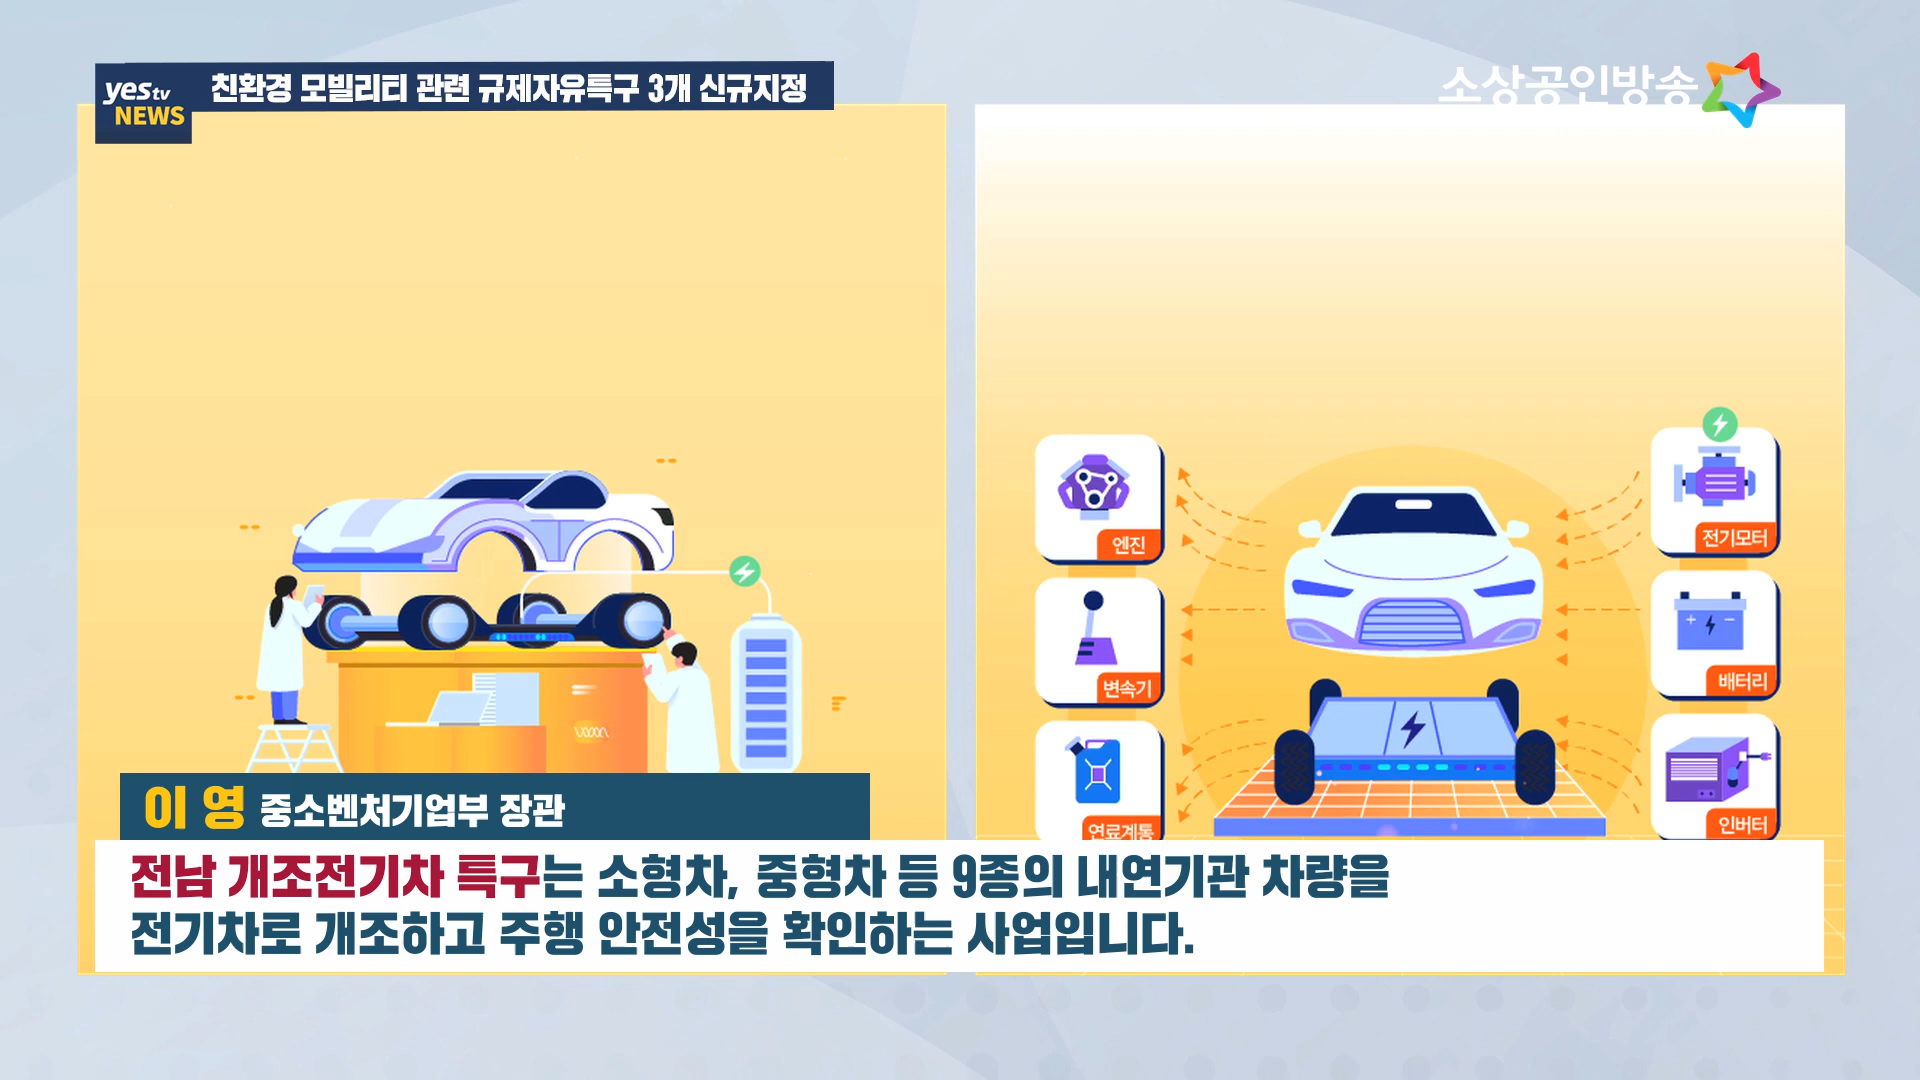 yes tv
NEWS
친환경 모빌리티 관련 규제자유특구 3개 신규지정
소상공인방송
엔진
변속기
연료계통
전기모터
배터리
인버터
이 영 중소벤처기업부 장관
전남 개조전기차 특구는 소형차, 중형차 등 9종의 내연기관 차량을
전기차로 개조하고 주행 안전성을 확인하는 사업입니다.